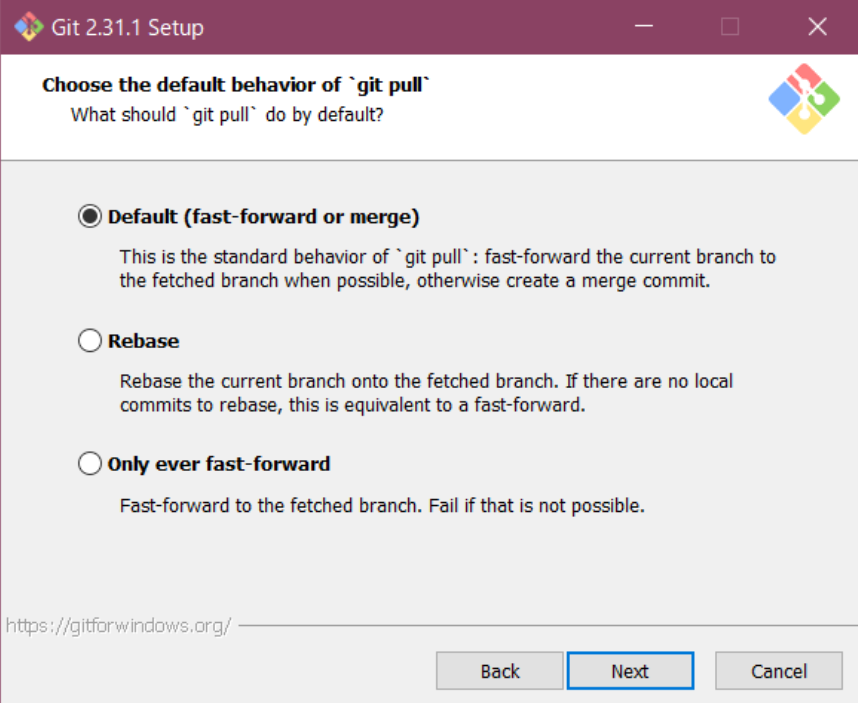 Git 2.31.1 Setup
Choose the default behavior of `git pull`
What should `git pull` do by default?
Default (fast-forward or merge)
This is the standard behavior of `git pull`: fast-forward the current branch to
the fetched branch when possible, otherwise create a merge commit.
Rebase
Rebase the current branch onto the fetched branch. If there are no local
commits to rebase, this is equivalent to a fast-forward.
Only ever fast-forward
Fast-forward to the fetched branch. Fail if that is not possible.
https://gitforwindows.org/
Back Next Cancel